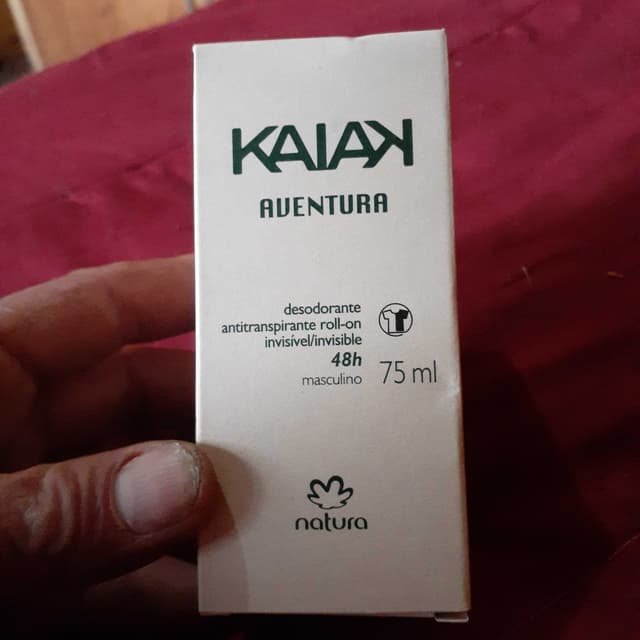 KAIAK
AVENTURA
desodorante
antitranspirante roll-on
invisível/invisible
48h
masculino 75 ml
natura